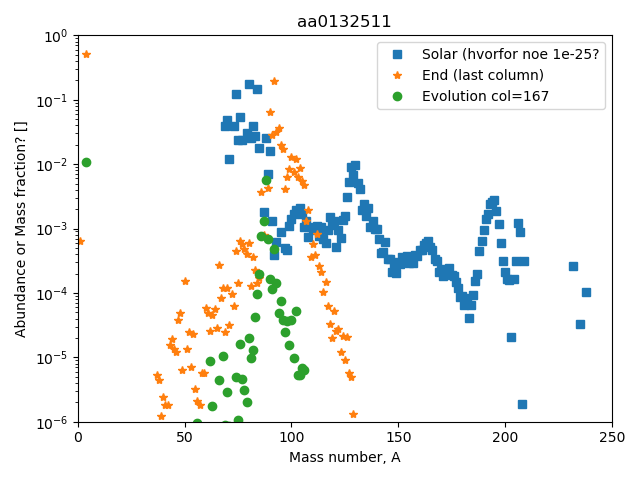 aa0132511
Solar (hvorfor noe 1e-25?
End (last column)
Evolution col=167
Abundance or Mass fraction? []
10^0
10^-1
10^-2
10^-3
10^-4
10^-5
10^-6
0 50 100 150 200 250
Mass number, A